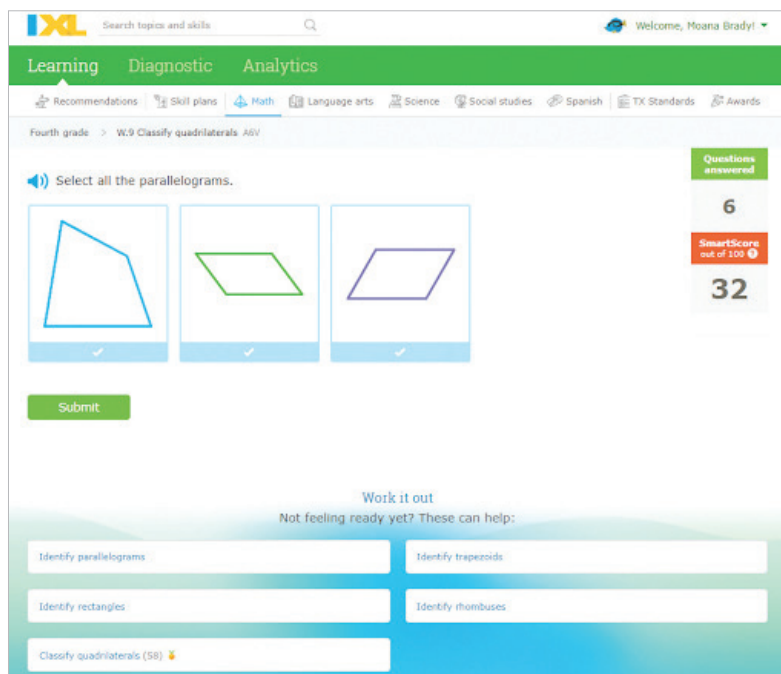 IXL
Search topics and skills
Welcome, Moana Brady!
Learning Diagnostic Analytics
Recommendations Skill plans Math Language arts Science Social studies Spanish TX Standards Awards
Fourth grade > W.9 Classify quadrilaterals A6V
Questions
answered
6
SmartScore
out of 100 ?
32
Select all the parallelograms.
Submit
Work it out
Not feeling ready yet? These can help:
Identify parallelograms
Identify trapezoids
Identify rectangles
Identify rhombuses
Classify quadrilaterals (58)